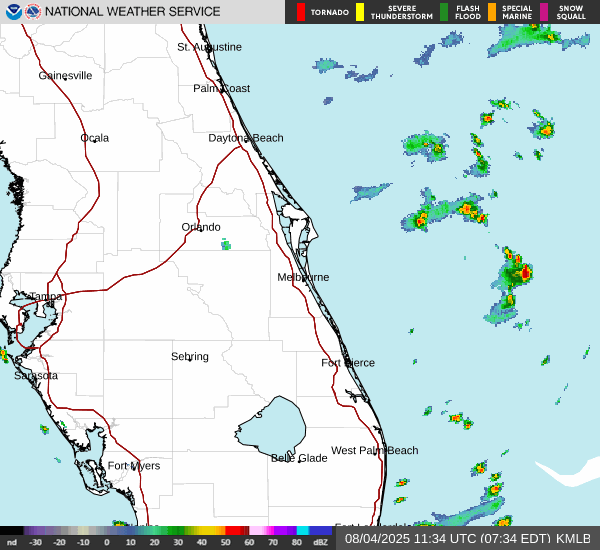 NATIONAL WEATHER SERVICE
TORNADO
SEVERE THUNDERSTORM
FLASH FLOOD
SPECIAL MARINE
SNOW SQUALL
St. Augustine
Gainesville
Palm Coast
Ocala
Daytona Beach
Orlando
Melbourne
Tampa
Sebring
Fort Pierce
Sarasota
West Palm Beach
Belle Glade
Fort Myers
nd -30 -20 -10 0 10 20 30 40 50 60 70 80 dBZ
08/04/2025 11:34 UTC (07:34 EDT) KMLB